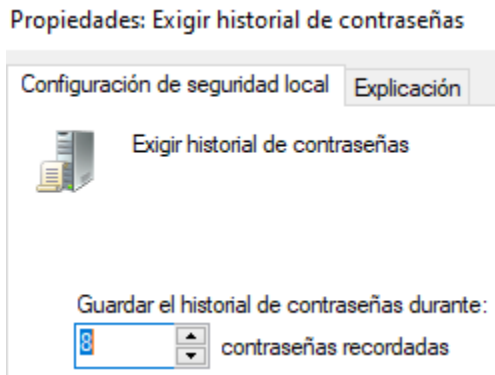 Propiedades: Exigir historial de contraseñas
Configuración de seguridad local
Explicación
Exigir historial de contraseñas
Guardar el historial de contraseñas durante:
8 contraseñas recordadas